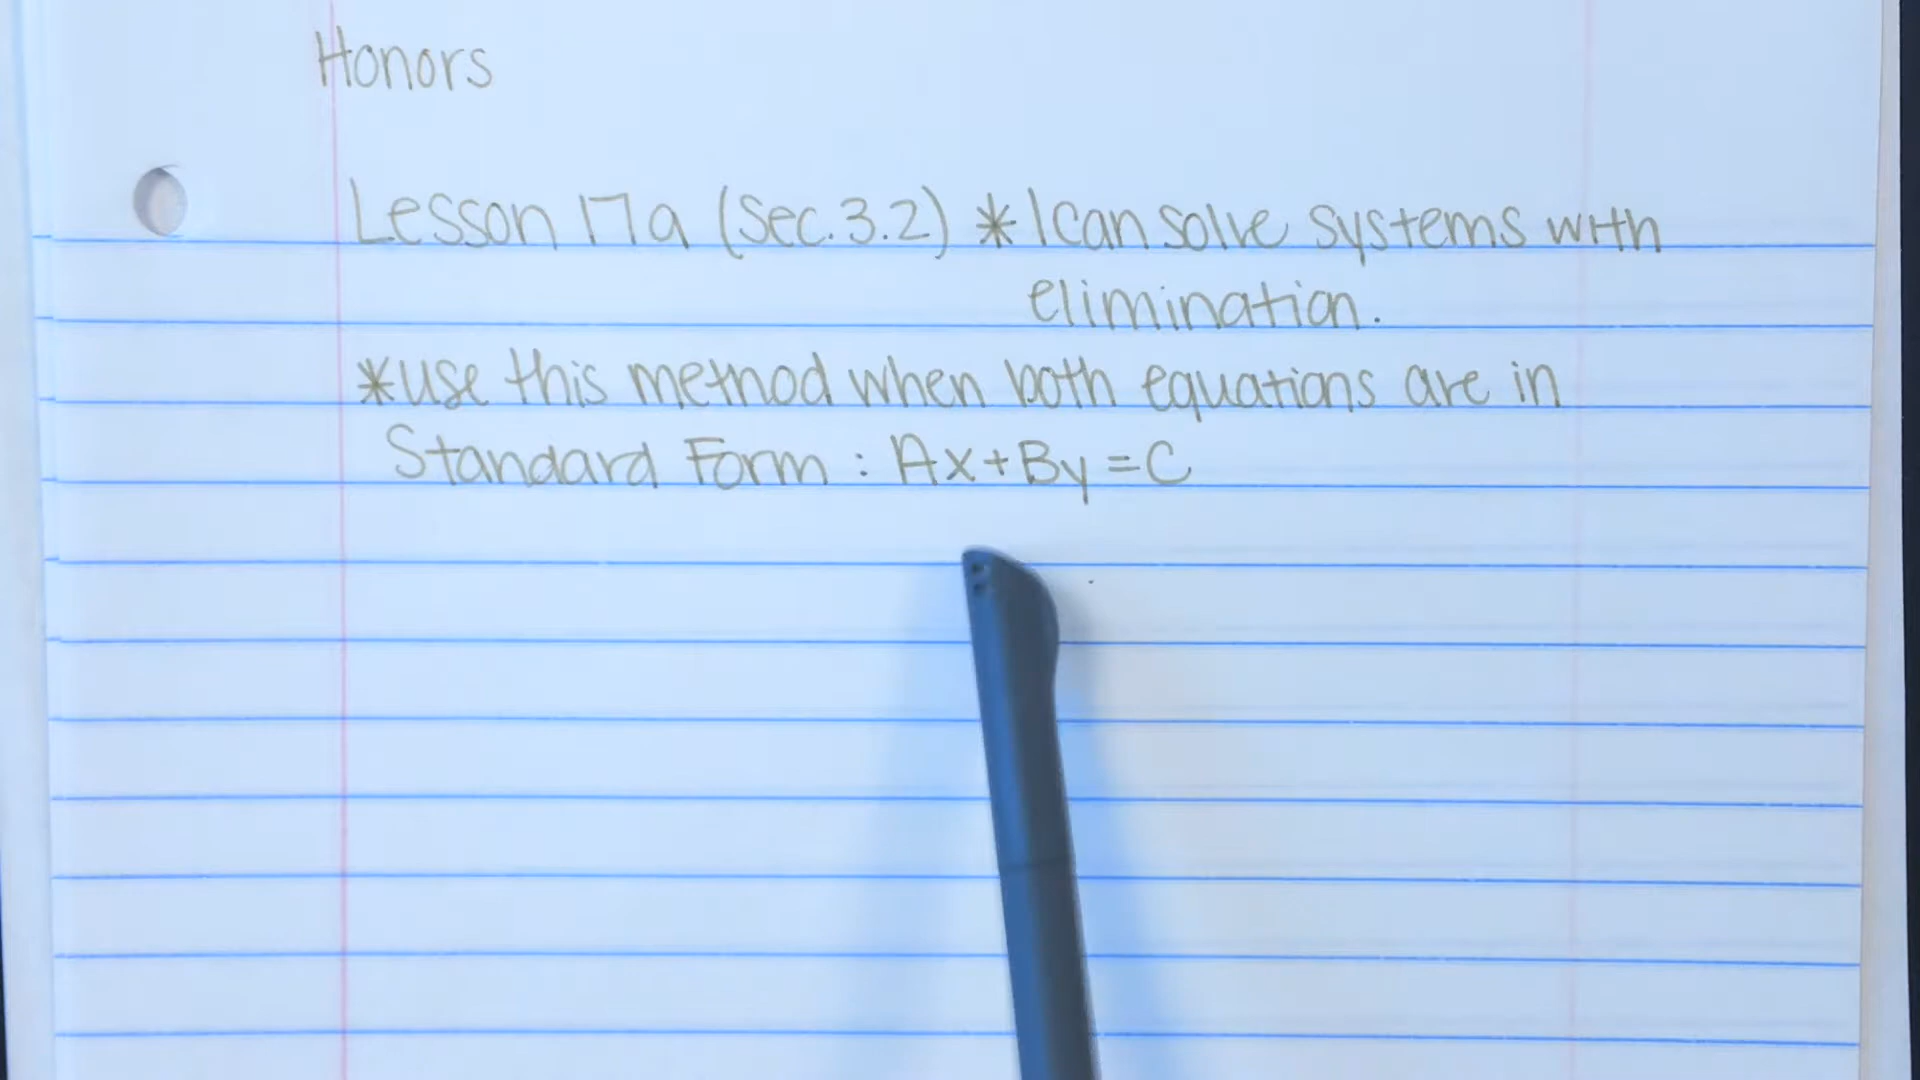 Honors
Lesson 17a (Sec. 3.2) * I can solve systems with
elimination.
*use this method when both equations are in
Standard Form : Ax+By=C